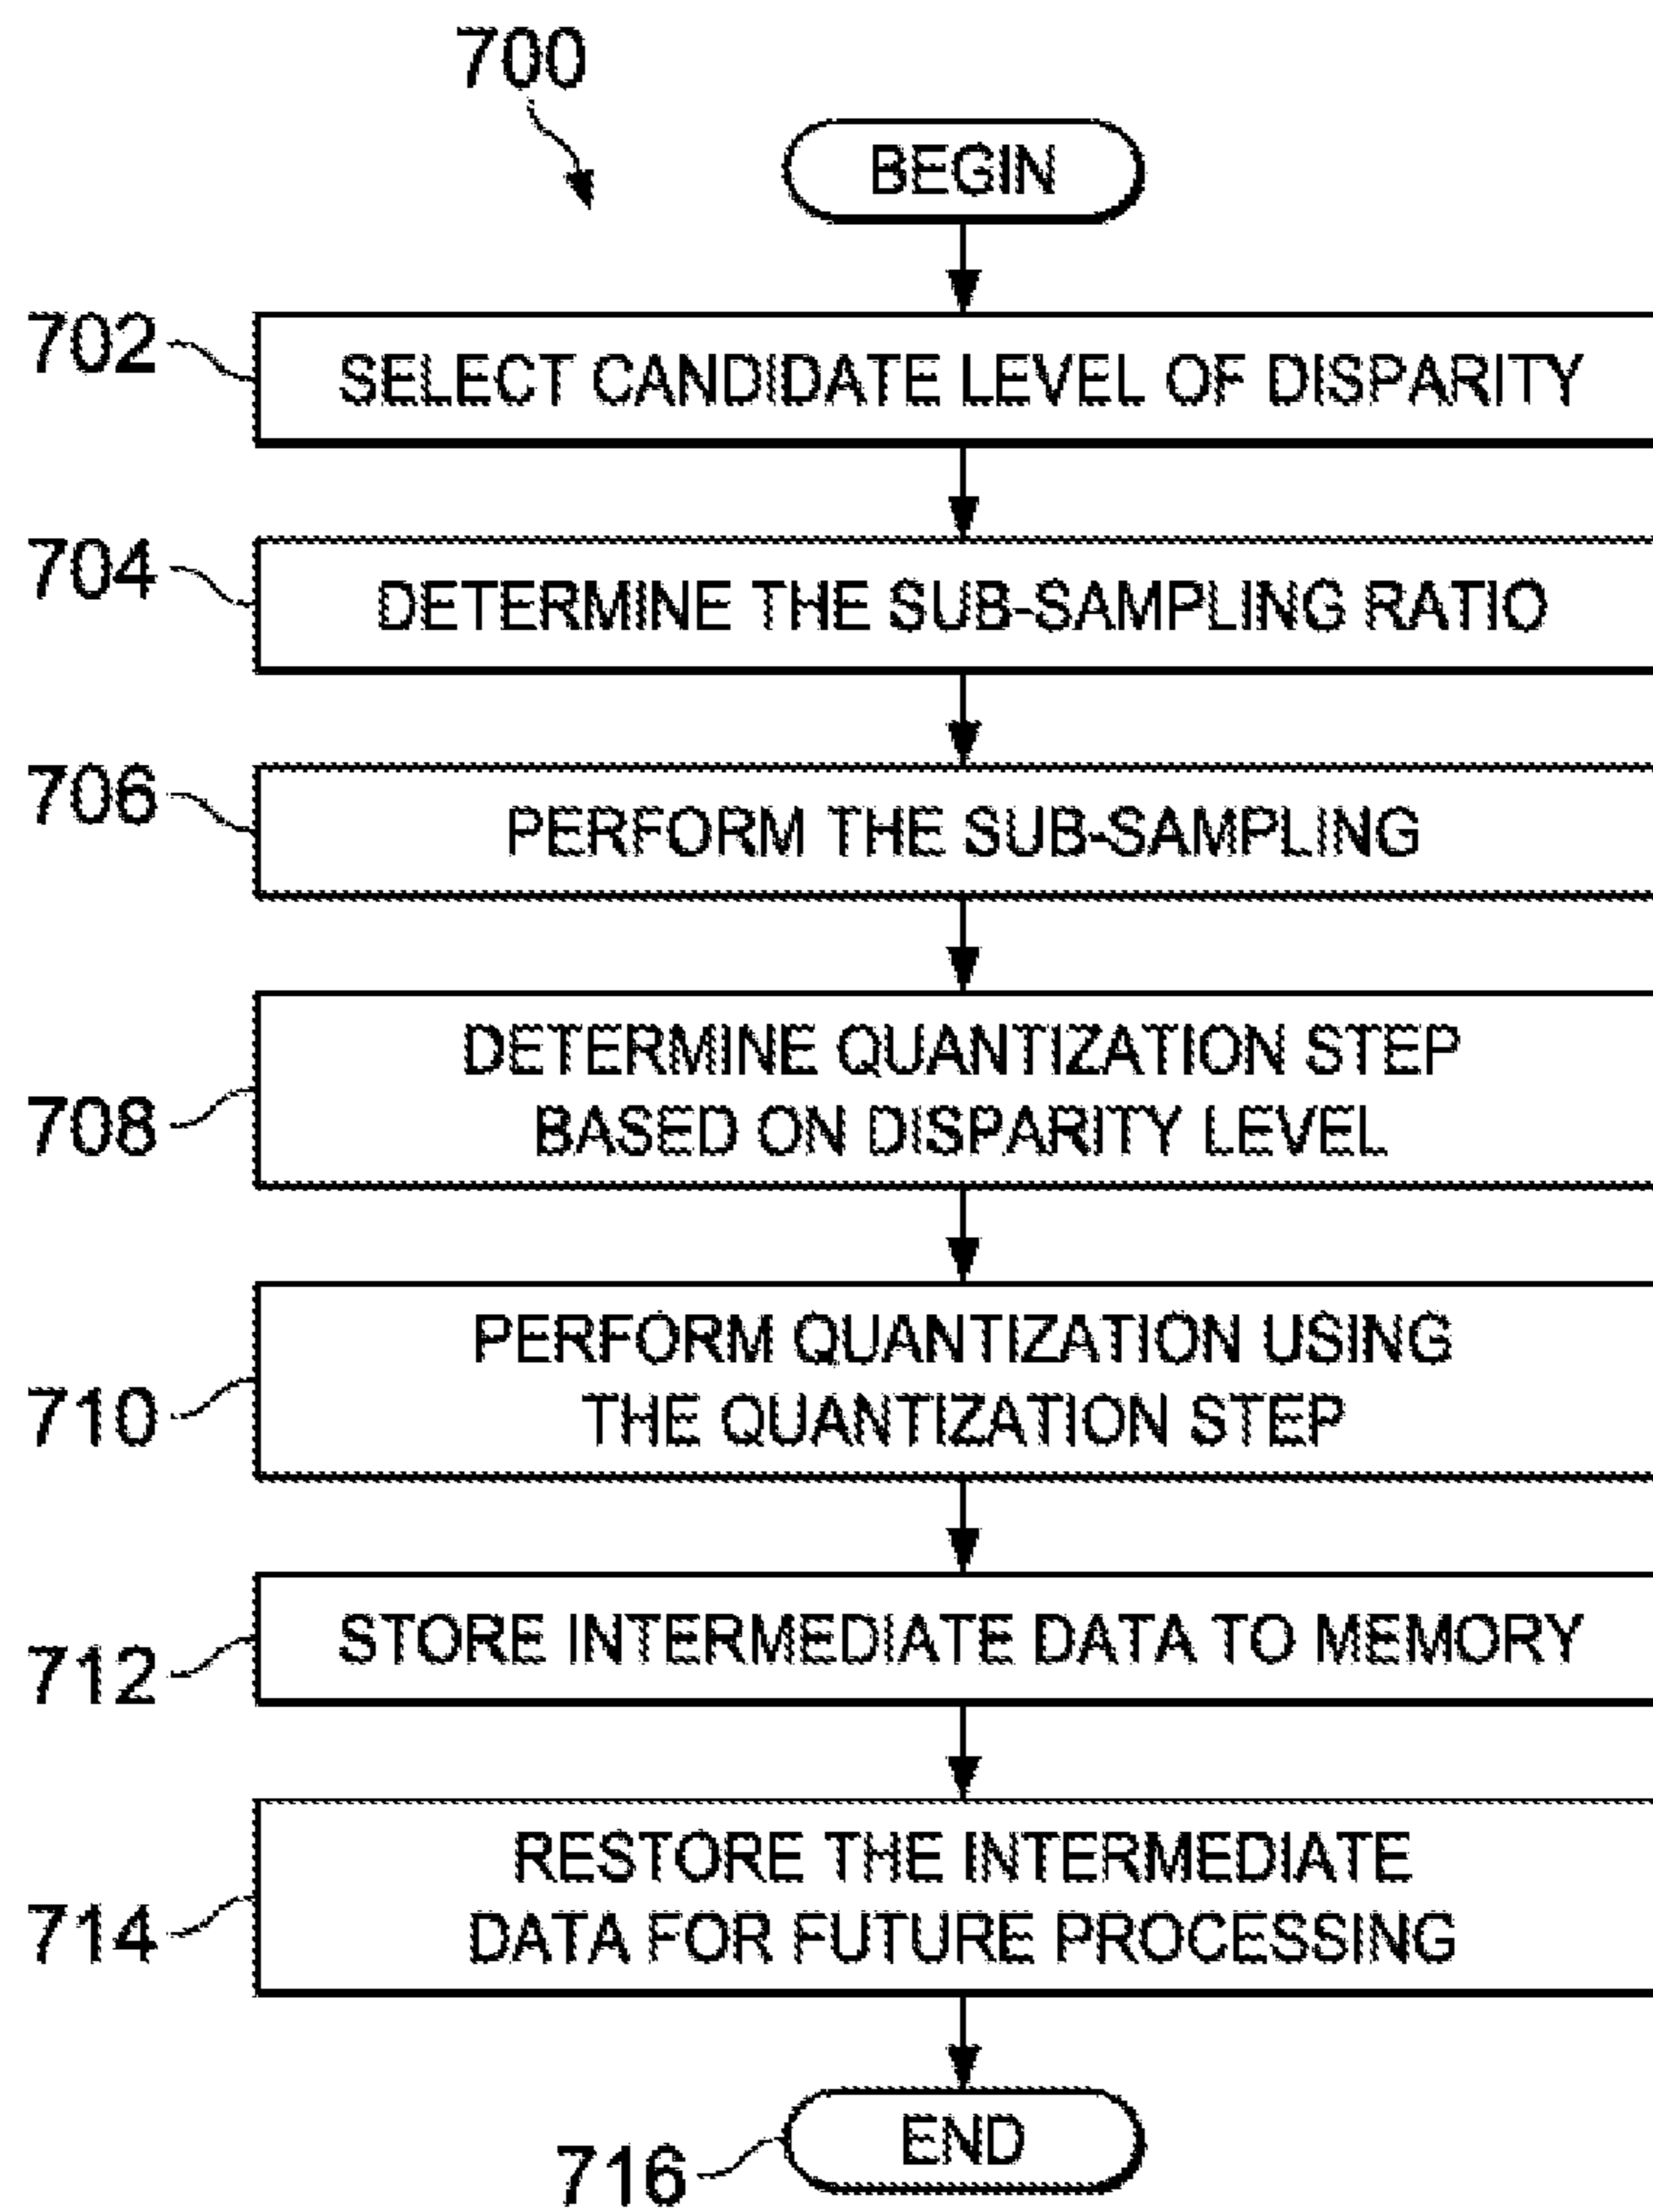 700
BEGIN
702
SELECT CANDIDATE LEVEL OF DISPARITY
704
DETERMINE THE SUB-SAMPLING RATIO
706
PERFORM THE SUB-SAMPLING
708
DETERMINE QUANTIZATION STEP
BASED ON DISPARITY LEVEL
710
PERFORM QUANTIZATION USING
THE QUANTIZATION STEP
712
STORE INTERMEDIATE DATA TO MEMORY
714
RESTORE THE INTERMEDIATE
DATA FOR FUTURE PROCESSING
716
END